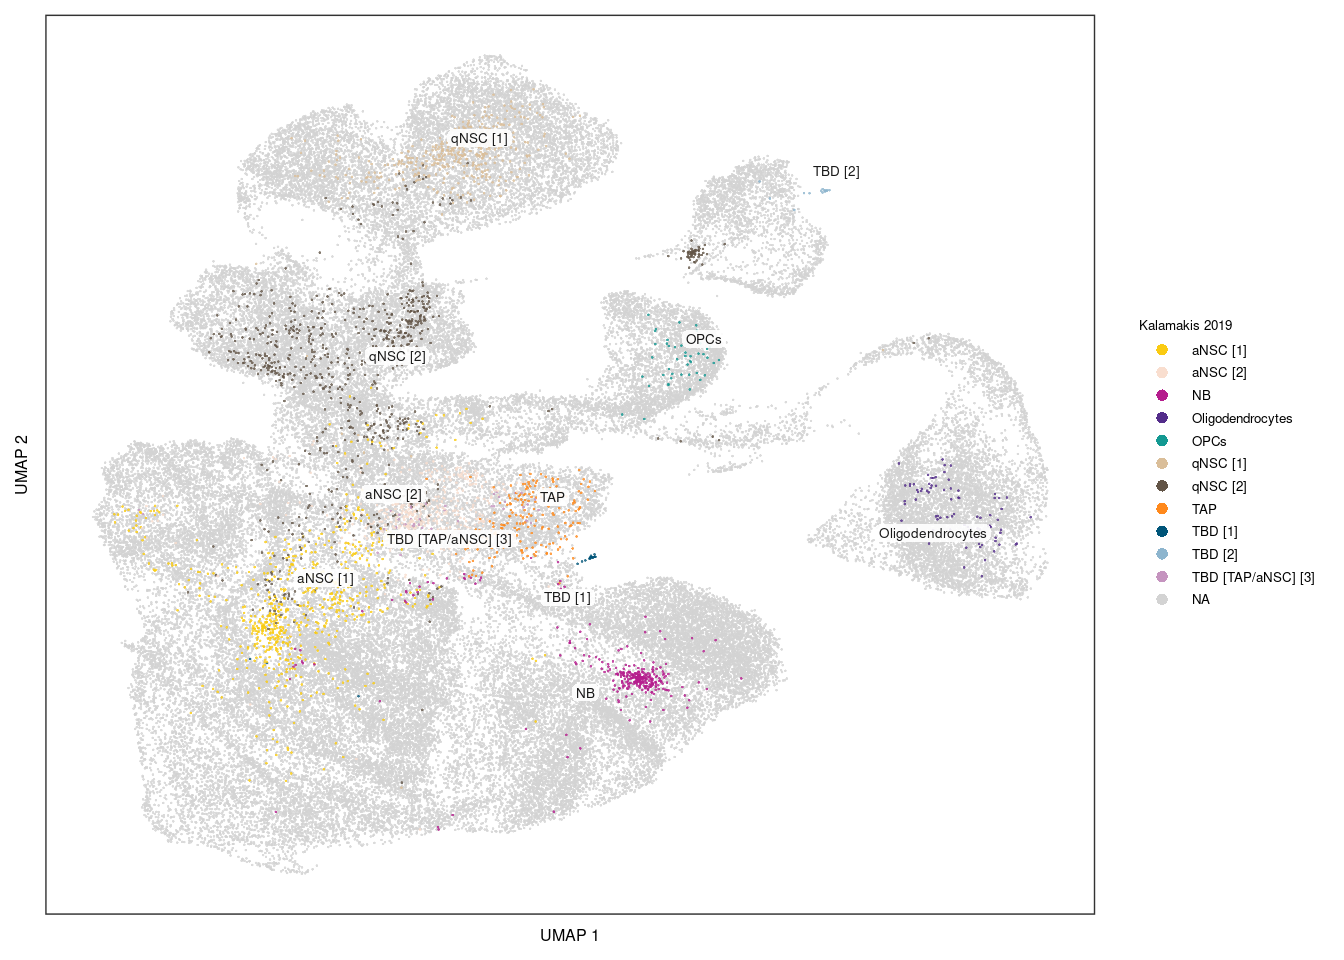 qNSC [1]
TBD [2]
OPCs
qNSC [2]
aNSC [2]
TAP
TBD [TAP/aNSC] [3]
Oligodendrocytes
aNSC [1]
TBD [1]
NB
UMAP 1
UMAP 2
Kalamakis 2019
aNSC [1]
aNSC [2]
NB
Oligodendrocytes
OPCs
qNSC [1]
qNSC [2]
TAP
TBD [1]
TBD [2]
TBD [TAP/aNSC] [3]
NA